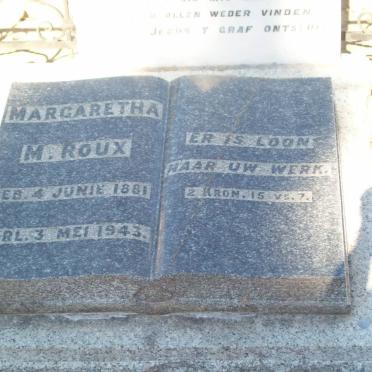 ALLEN WEDER VINDEN
JEZUS 'T GRAF
MARGARETHA
M. ROUX
EB. 4 JUNIE 1881
RL. 3 MEI 1943.
ER IS LOON
NAAR UW WERK.
2 KRON. 15 VS. 7.